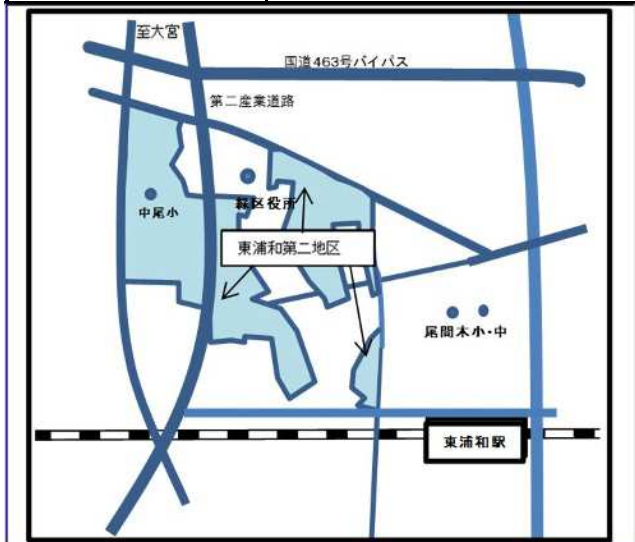 至大宮
国道463号バイパス
第二産業道路
緑区役所
中尾小
東浦和第二地区
尾間木小・中
東浦和駅